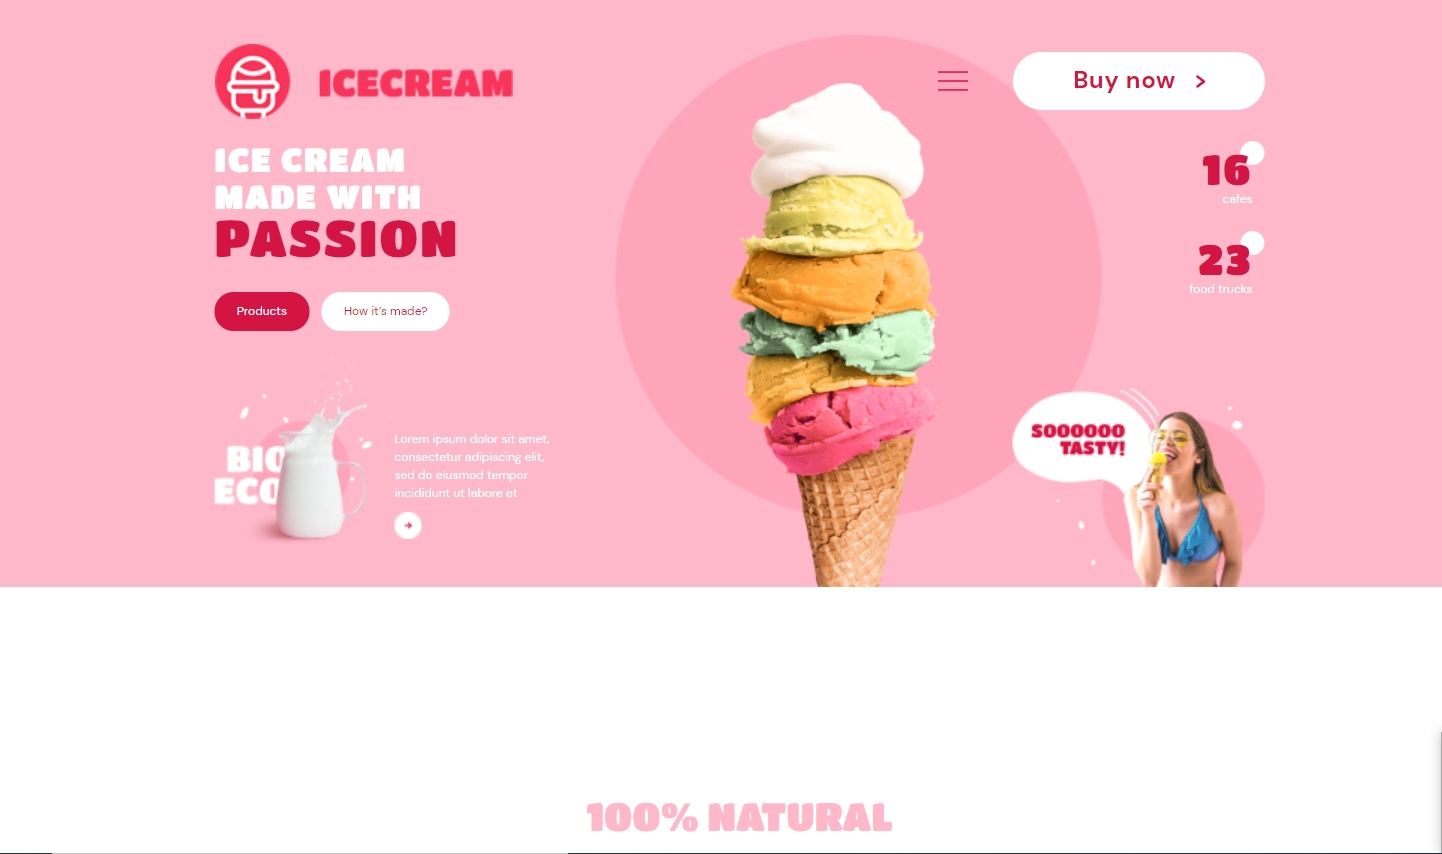 ICECREAM
Buy now >
ICE CREAM
MADE WITH
PASSION
16
cafes
23
food trucks
Products
How it's made?
BIO
ECO
Lorem ipsum dolor sit amet,
consectetur adipiscing elit,
sed do eiusmod tempor
incididunt ut labore et
SOOOOOO
TASTY!
100% NATURAL